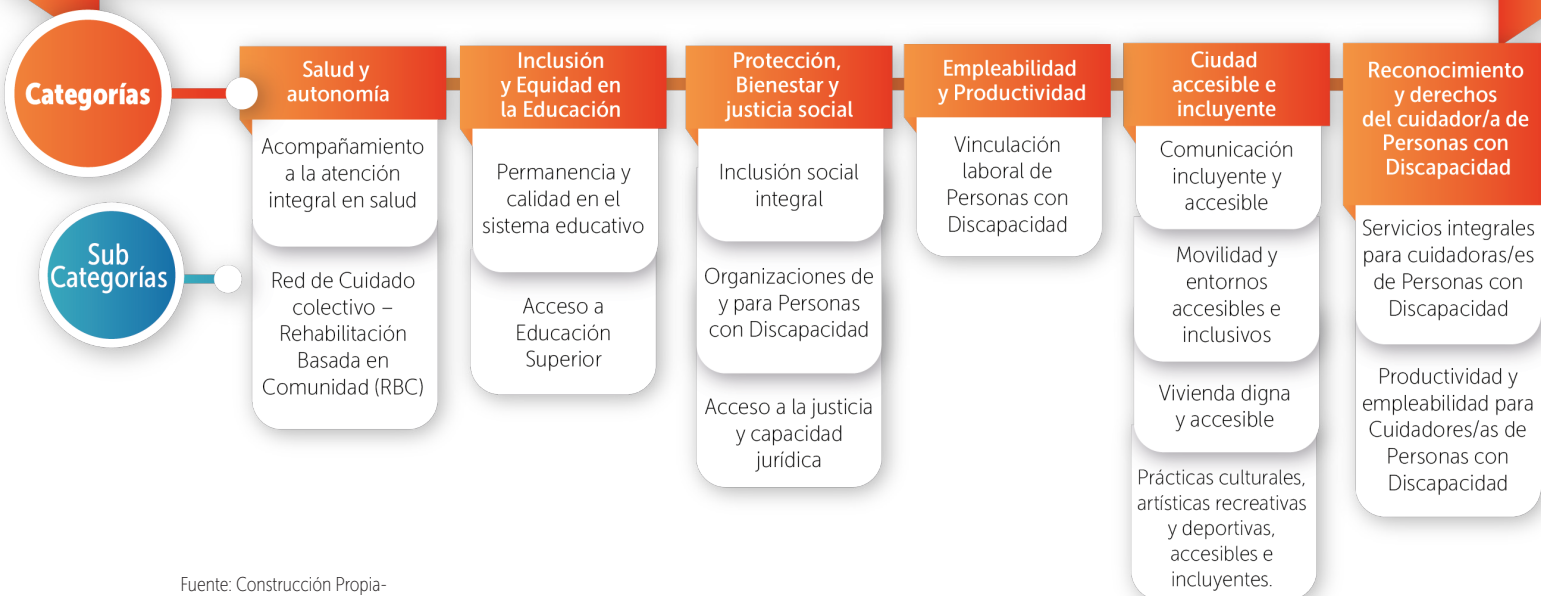 Categorías
Salud y
autonomía
Acompañamiento
a la atención
integral en salud
Red de Cuidado
colectivo –
Rehabilitación
Basada en
Comunidad (RBC)
Inclusión
y Equidad en
la Educación
Permanencia y
calidad en el
sistema educativo
Acceso a
Educación
Superior
Protección,
Bienestar y
justicia social
Inclusión social
integral
Organizaciones de
y para Personas
con Discapacidad
Acceso a la justicia
y capacidad
jurídica
Empleabilidad
y Productividad
Vinculación
laboral de
Personas con
Discapacidad
Ciudad
accesible e
incluyente
Comunicación
incluyente y
accesible
Movilidad y
entornos
accesibles e
inclusivos
Vivienda digna
y accesible
Prácticas culturales,
artísticas recreativas
y deportivas,
accesibles e
incluyentes.
Reconocimiento
y derechos
del cuidador/a de
Personas con
Discapacidad
Servicios integrales
para cuidadoras/es
de Personas con
Discapacidad
Productividad y
empleabilidad para
Cuidadores/as de
Personas con
Discapacidad
Sub
Categorías
Fuente: Construcción Propia-